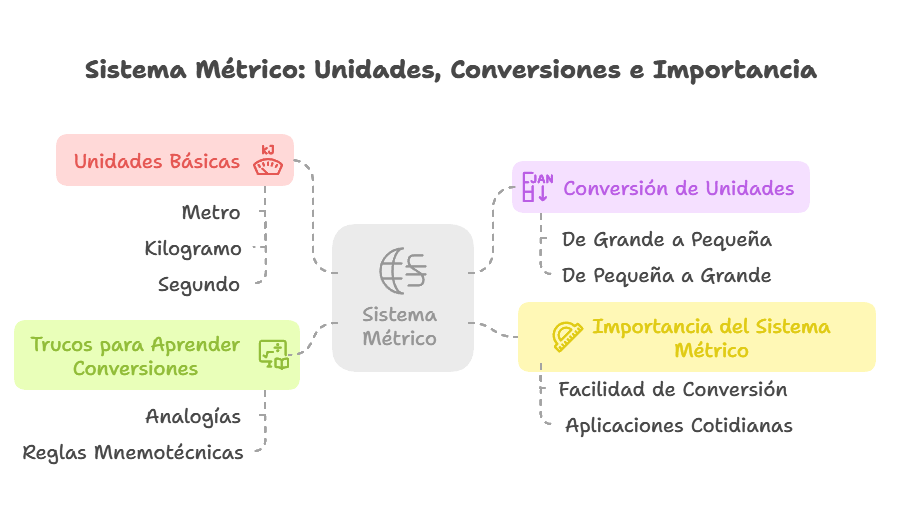 Sistema Métrico: Unidades, Conversiones e Importancia
Unidades Básicas
KJ
Metro
Kilogramo
Segundo
Trucos para Aprender
Conversiones
Analogías
Reglas Mnemotécnicas
Sistema
Métrico
JAN
Conversión de Unidades
De Grande a Pequeña
De Pequeña a Grande
Importancia del Sistema
Métrico
Facilidad de Conversión
Aplicaciones Cotidianas